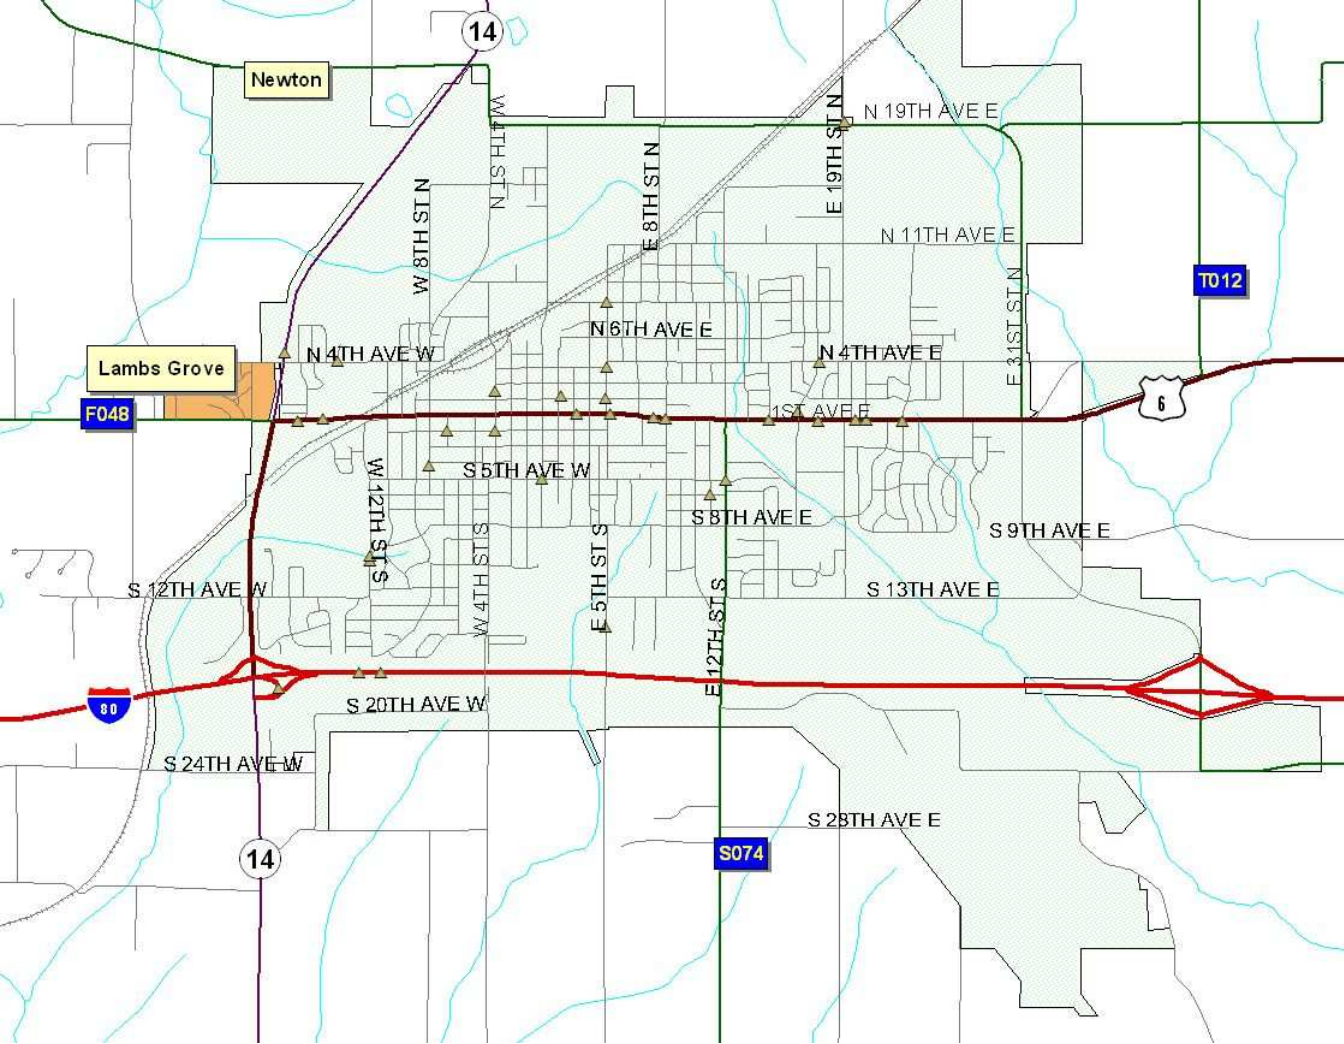 14
Newton
W 4TH ST N
E 19TH ST N
N 19TH AVE E
E 8TH ST N
W 8TH ST N
N 11TH AVE E
T012
E 31ST ST N
N 6TH AVE E
N 4TH AVE W
N 4TH AVE E
Lambs Grove
6
F048
1ST AVE E
S 5TH AVE W
W 12TH ST S
S 8TH AVE E
S 9TH AVE E
W 4TH ST S
E 5TH ST S
S 12TH AVE W
S 13TH AVE E
E 12TH ST S
80
S 20TH AVE W
S 24TH AVE W
S 28TH AVE E
S074
14